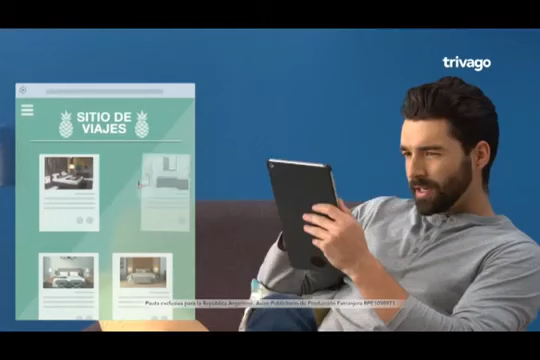 trivago
SITIO DE
VIAJES
Pauta exclusiva para la República Argentina. Aviso Publicitario de Producción Extranjera